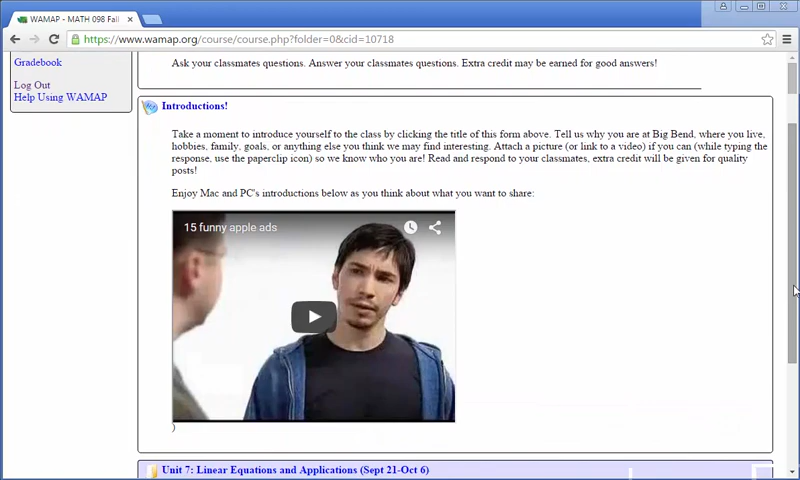 WAMAP - MATH 098 Fall
https://www.wamap.org/course/course.php?folder=0&cid=10718
Gradebook
Log Out
Help Using WAMAP
Ask your classmates questions. Answer your classmates questions. Extra credit may be earned for good answers!
Introductions!
Take a moment to introduce yourself to the class by clicking the title of this form above. Tell us why you are at Big Bend, where you live,
hobbies, family, goals, or anything else you think we may find interesting. Attach a picture (or link to a video) if you can (while typing the
response, use the paperclip icon) so we know who you are! Read and respond to your classmates, extra credit will be given for quality
posts!
Enjoy Mac and PC's introductions below as you think about what you want to share:
15 funny apple ads
)
Unit 7: Linear Equations and Applications (Sept 21-Oct 6)